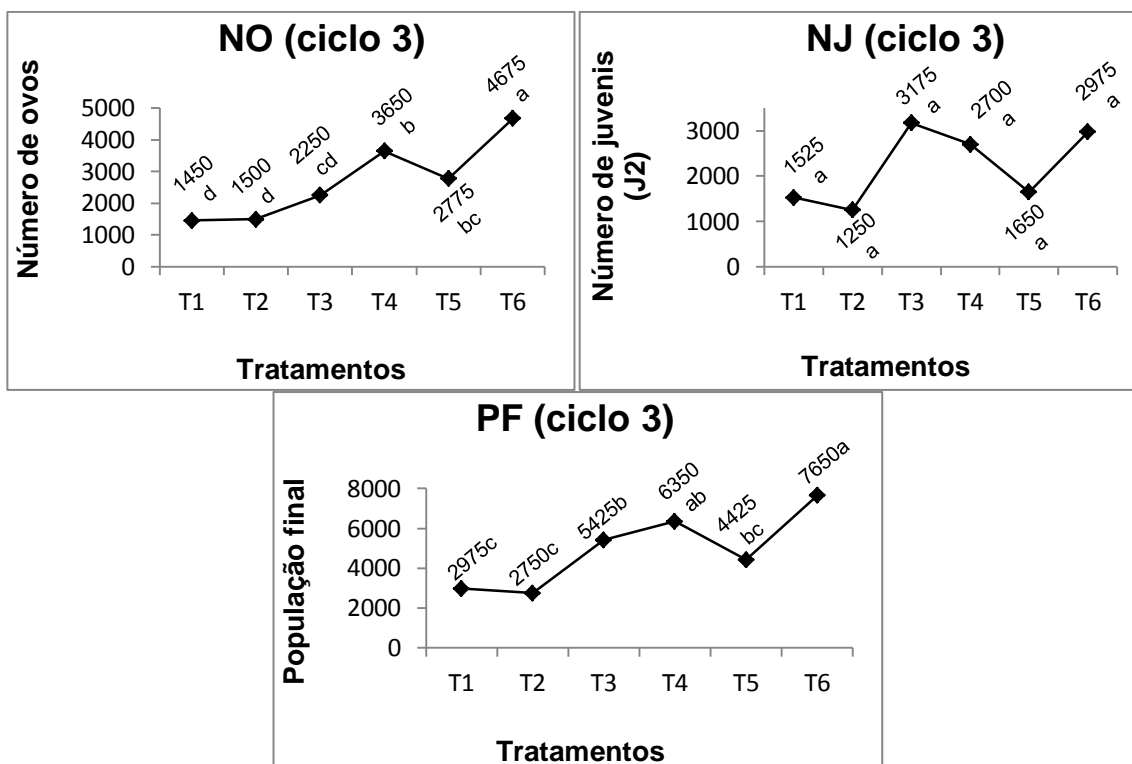 NO (ciclo 3)
Número de ovos
5000
4000
3000
2000
1000
0
1450
d
1500
d
2250
cd
3650
b
2775
bc
4675
a
T1 T2 T3 T4 T5 T6
Tratamentos
NJ (ciclo 3)
Número de juvenis
(J2)
3000
2000
1000
0
1525
a
1250
a
3175
a
2700
a
1650
a
2975
a
T1 T2 T3 T4 T5 T6
Tratamentos
PF (ciclo 3)
População final
8000
6000
4000
2000
0
2975c
2750c
5425b
6350
ab
4425
bc
7650a
T1 T2 T3 T4 T5 T6
Tratamentos